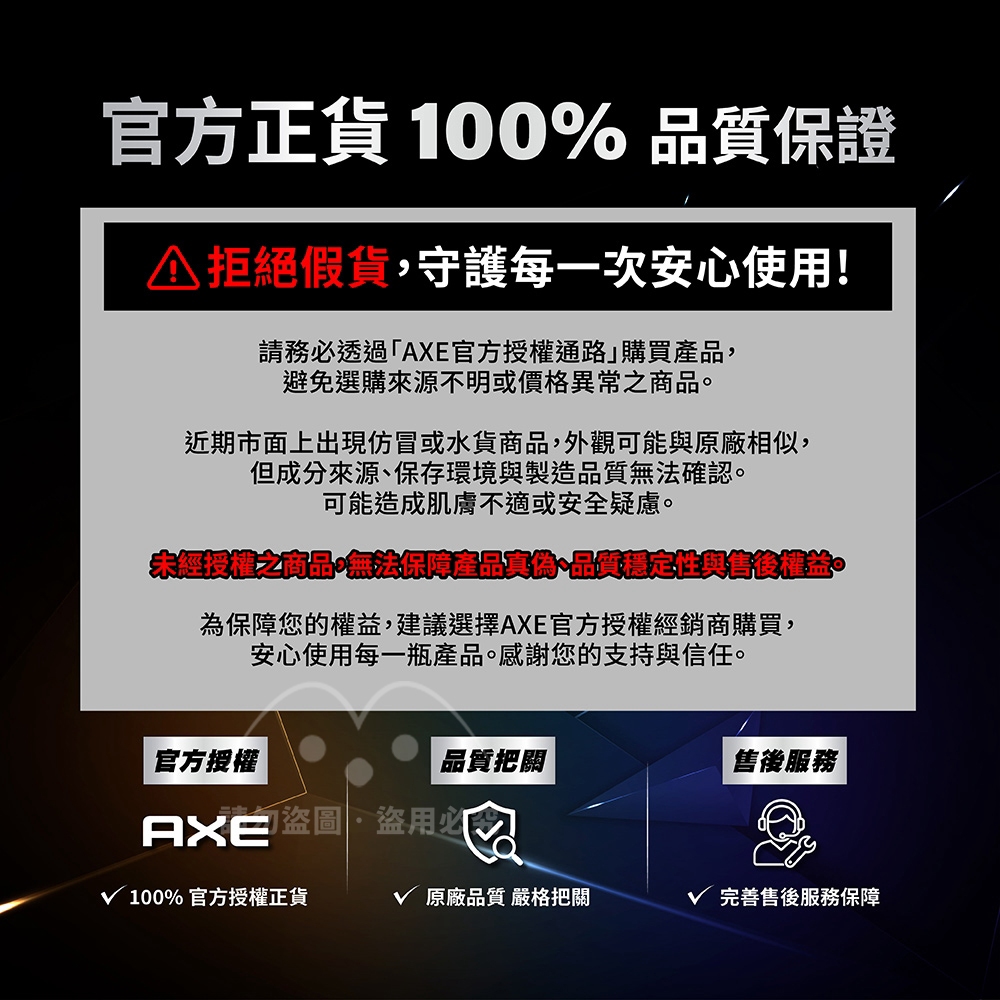 官方正貨 100% 品質保證
拒絕假貨，守護每一次安心使用！
請務必透過「AXE官方授權通路」購買產品，
避免選購來源不明或價格異常之商品。
近期市面上出現仿冒或水貨商品，外觀可能與原廠相似，
但成分來源、保存環境與製造品質無法確認。
可能造成肌膚不適或安全疑慮。
未經授權之商品，無法保障產品真偽、品質穩定性與售後權益。
為保障您的權益，建議選擇AXE官方授權經銷商購買，
安心使用每一瓶產品。感謝您的支持與信任。
官方授權
品質把關
售後服務
AXE
請勿盜圖・盜用必究
✓ 100% 官方授權正貨
✓ 原廠品質 嚴格把關
✓ 完善售後服務保障